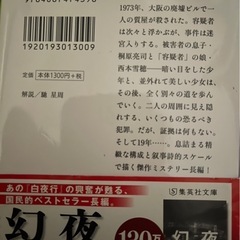 1920193013009
定価 本体1300円+税
解説/馳 星周
1973年、大阪の廃墟ビルで一
人の質屋が殺された。容疑者
は次々と浮かぶが、事件は迷
宮入りする。被害者の息子・
桐原亮司と「容疑者」の娘・
西本雪穂――暗い目をした少
年と、並外れて美しい少女は、
その後、全く別々の道を歩ん
でいく。二人の周囲に見え隠
れする、いくつもの恐るべき
犯罪。だが、証拠は何もない。
そして19年……。息詰まる精
緻な構成と叙事詩的スケール
で描く傑作ミステリー長編!
あの「白夜行」の興奮が甦る、
国民的ベストセラー長編。
集英社文庫
幻夜
120万
幻夜